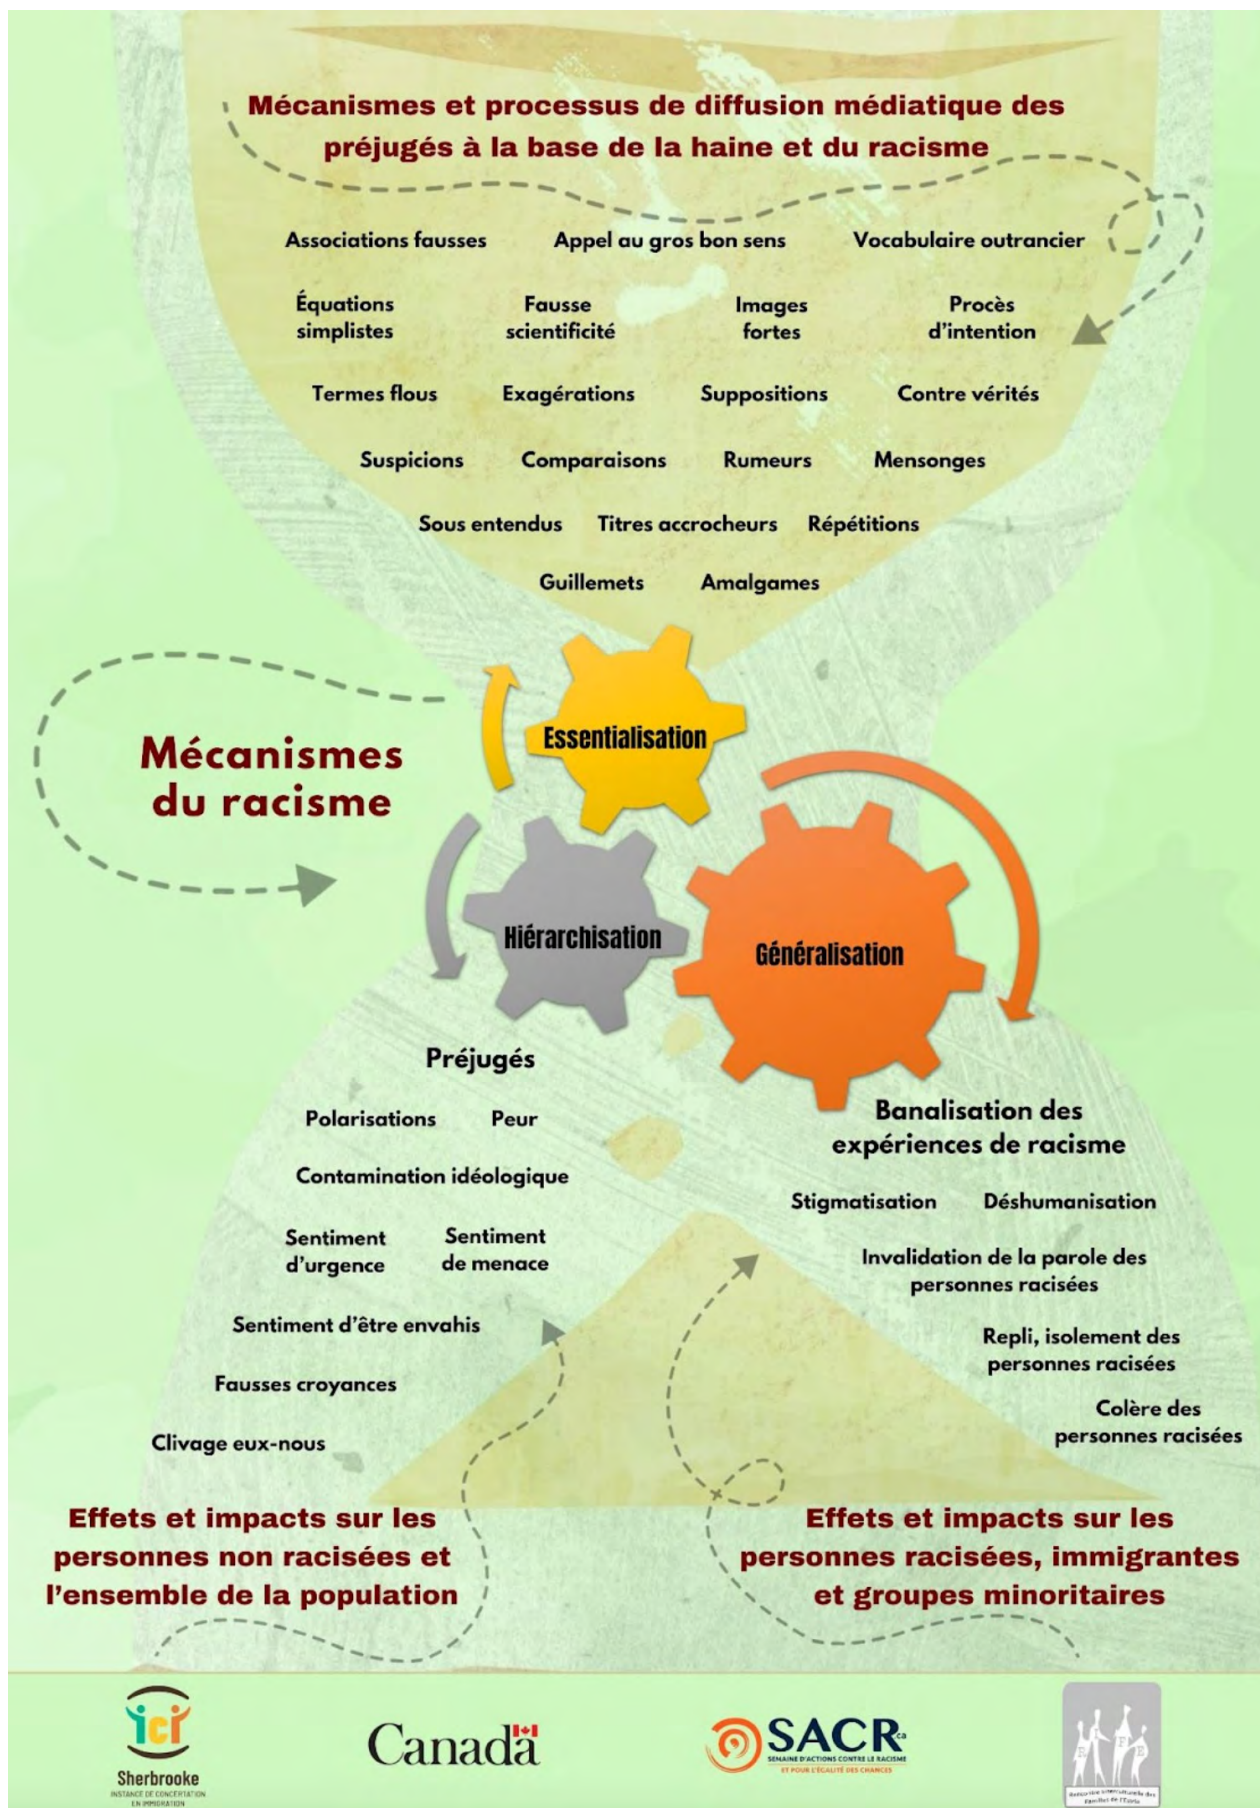 Mécanismes et processus de diffusion médiatique des
préjugés à la base de la haine et du racisme
Associations fausses
Appel au gros bon sens
Vocabulaire outrancier
Équations
simplistes
Fausse
scientificité
Images
fortes
Procès
d'intention
Termes flous
Exagérations
Suppositions
Contre vérités
Suspicions
Comparaisons
Rumeurs
Mensonges
Sous entendus
Titres accrocheurs
Répétitions
Guillemets
Amalgames
Mécanismes
du racisme
Essentialisation
Hiérarchisation
Généralisation
Préjugés
Polarisations
Peur
Contamination idéologique
Sentiment
d'urgence
Sentiment
de menace
Sentiment d'être envahis
Fausses croyances
Clivage eux-nous
Effets et impacts sur les
personnes non racisées et
l'ensemble de la population
Banalisation des
expériences de racisme
Stigmatisation
Déshumanisation
Invalidation de la parole des
personnes racisées
Repli, isolement des
personnes racisées
Colère des
personnes racisées
Effets et impacts sur les
personnes racisées, immigrantes
et groupes minoritaires
ici
Sherbrooke
INSTANCE DE CONCERTATION
EN IMMIGRATION
Canada
SACR.ca
SEMAINE D'ACTIONS CONTRE LE RACISME
ET POUR L'ÉGALITÉ DES CHANCES
R I F E
Rencontre Interculturelle des
Familles de l'Estrie